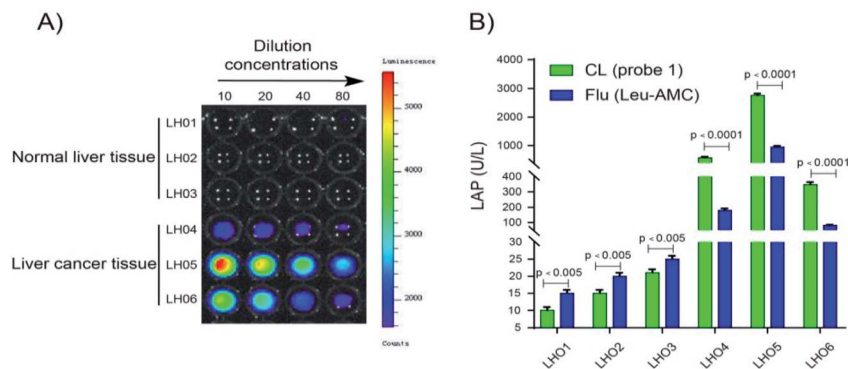 A)
Dilution
concentrations
10 20 40 80
Normal liver tissue
LH01
LH02
LH03
Liver cancer tissue
LH04
LH05
LH06
Luminescence
3000
4000
3000
2000
Counts
B)
LAP (U/L)
4000
3000
2000
1000
400
300
200
100
30
25
20
15
10
5
CL (probe 1)
Flu (Leu-AMC)
p < 0.005
p < 0.005
p < 0.005
p < 0.0001
p < 0.0001
p < 0.0001
LHO1
LHO2
LHO3
LHO4
LHO5
LHO6